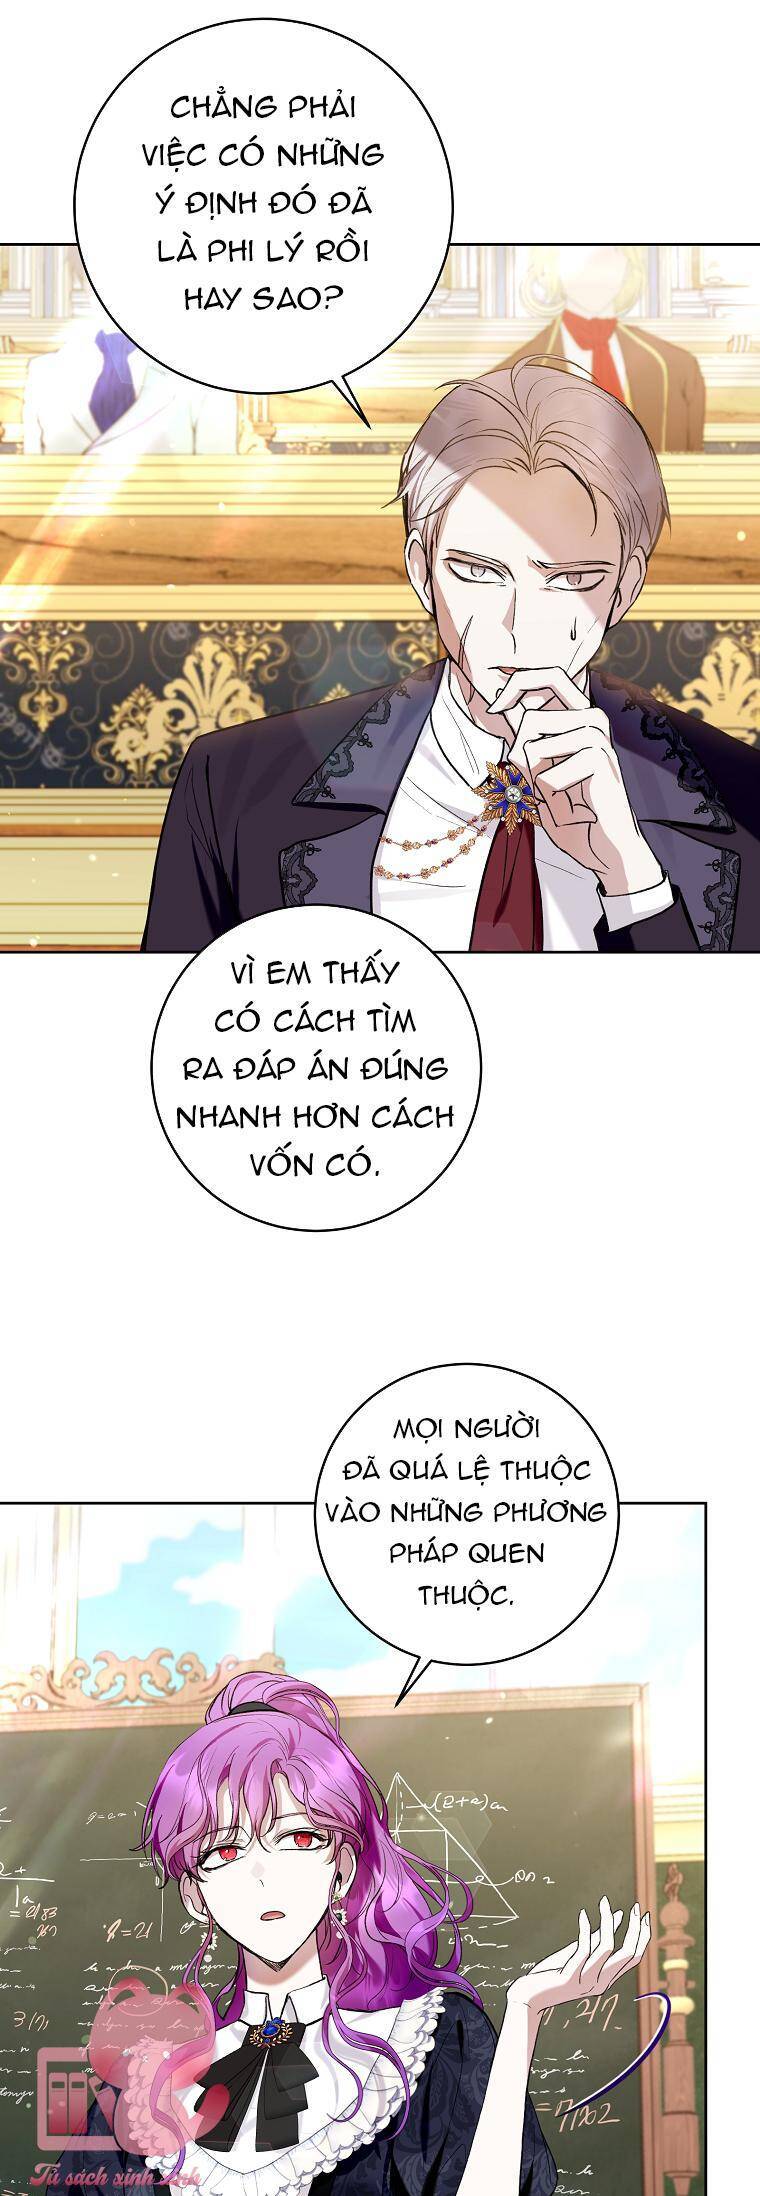 CHẲNG PHẢI
VIỆC CÓ NHỮNG
Ý ĐỊNH ĐÓ ĐÃ
LÀ PHI LÝ RỒI
HAY SAO?
VÌ EM THẤY
CÓ CÁCH TÌM
RA ĐÁP ÁN ĐÚNG
NHANH HƠN CÁCH
VỐN CÓ.
MỌI NGƯỜI
ĐÃ QUÁ LỆ THUỘC
VÀO NHỮNG PHƯƠNG
PHÁP QUEN
THUỘC.
Tủ sách xinh xinh